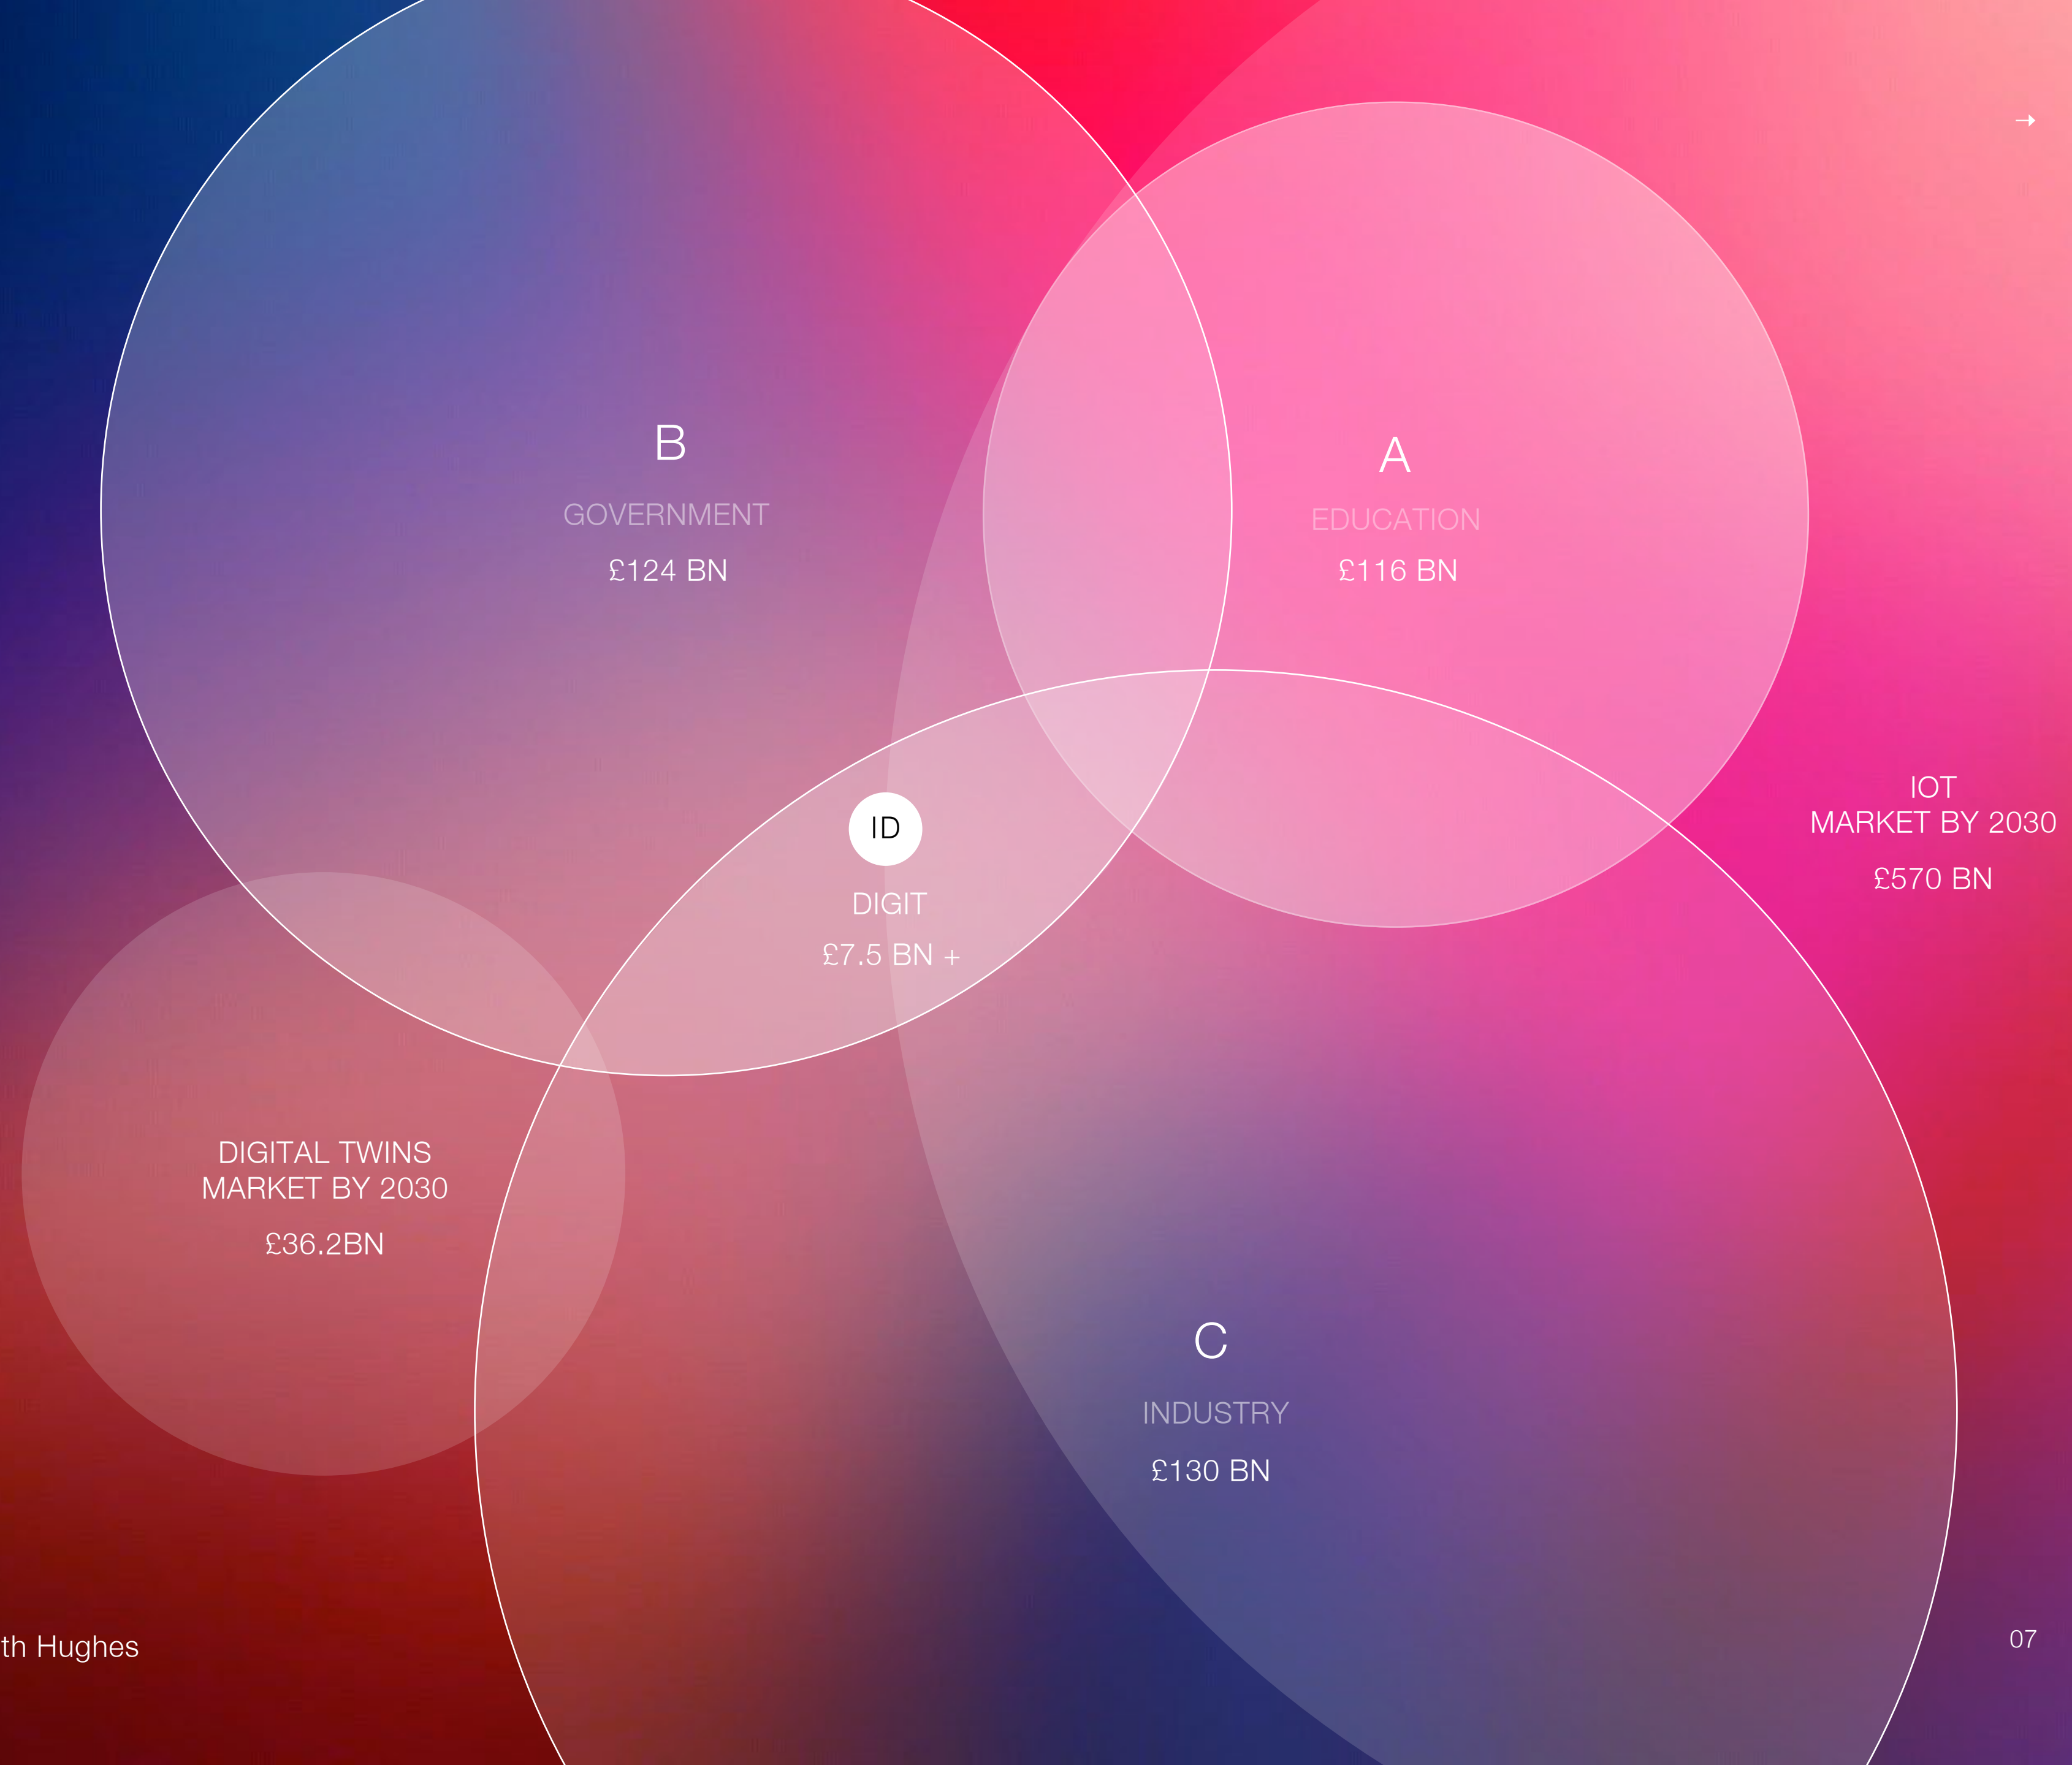 →
B
GOVERNMENT
£124 BN
A
EDUCATION
£116 BN
IOT
MARKET BY 2030
£570 BN
ID
DIGIT
£7.5 BN +
DIGITAL TWINS
MARKET BY 2030
£36.2BN
C
INDUSTRY
£130 BN
th Hughes
07